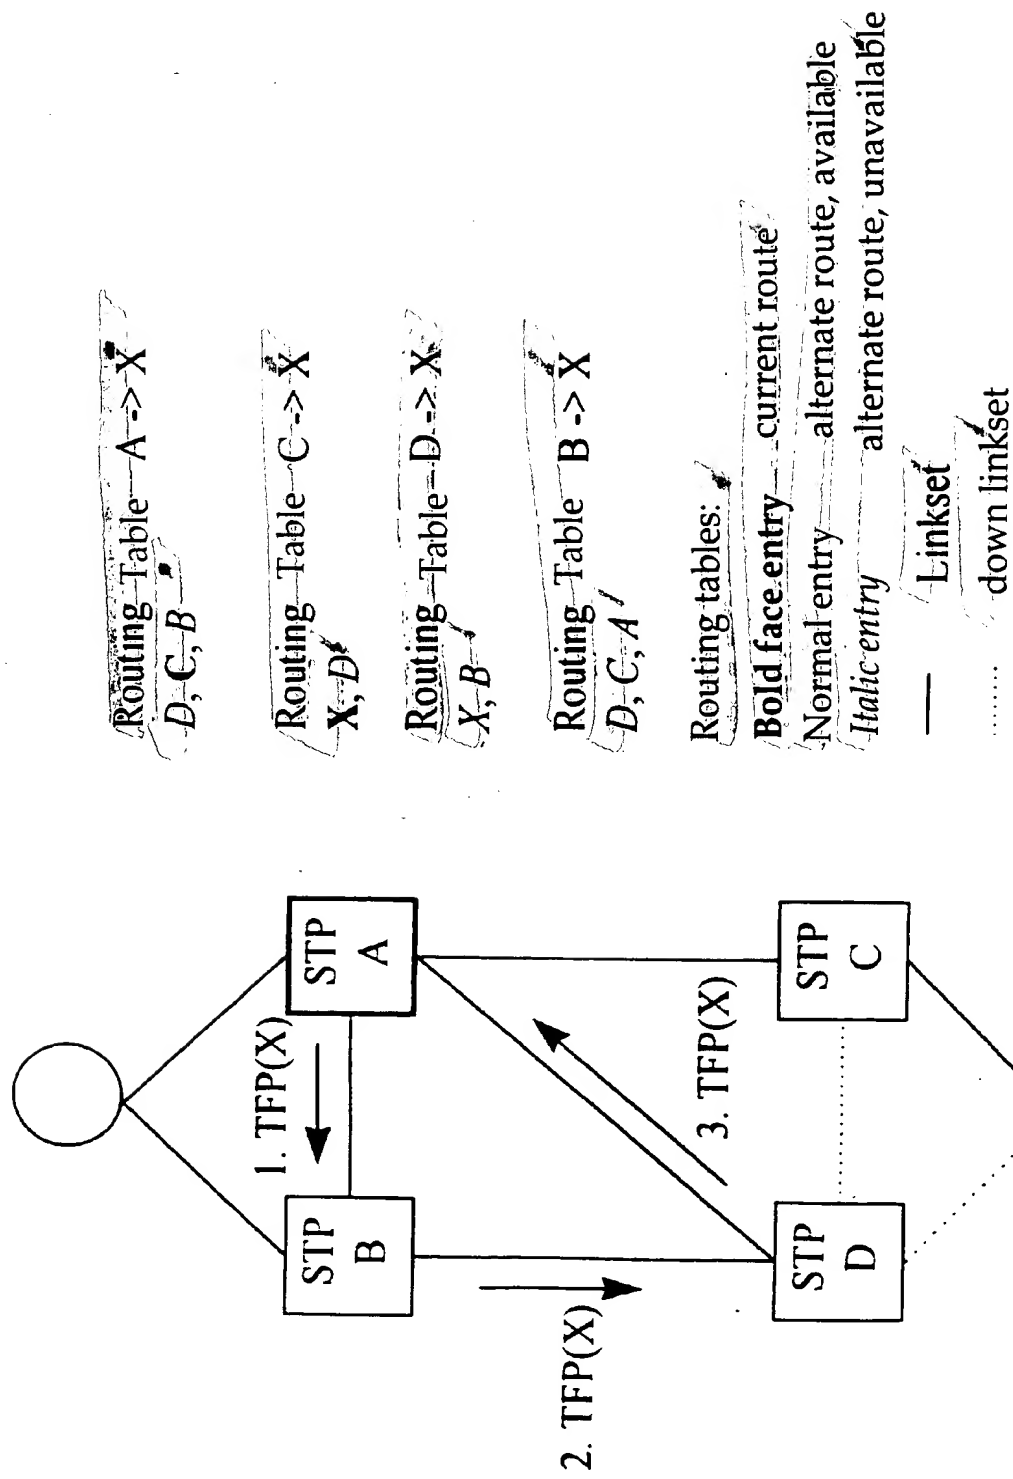 Routing Table A -> X
D, C, B
Routing Table C -> X
X, D
Routing Table D -> X
X, B
Routing Table B -> X
D, C, A
Routing tables:
Bold face entry current route
Normal entry alternate route, available
Italic entry alternate route, unavailable
Linkset
down linkset
STP
A
1. TFP(X)
STP
B
STP
C
3. TFP(X)
STP
D
2. TFP(X)